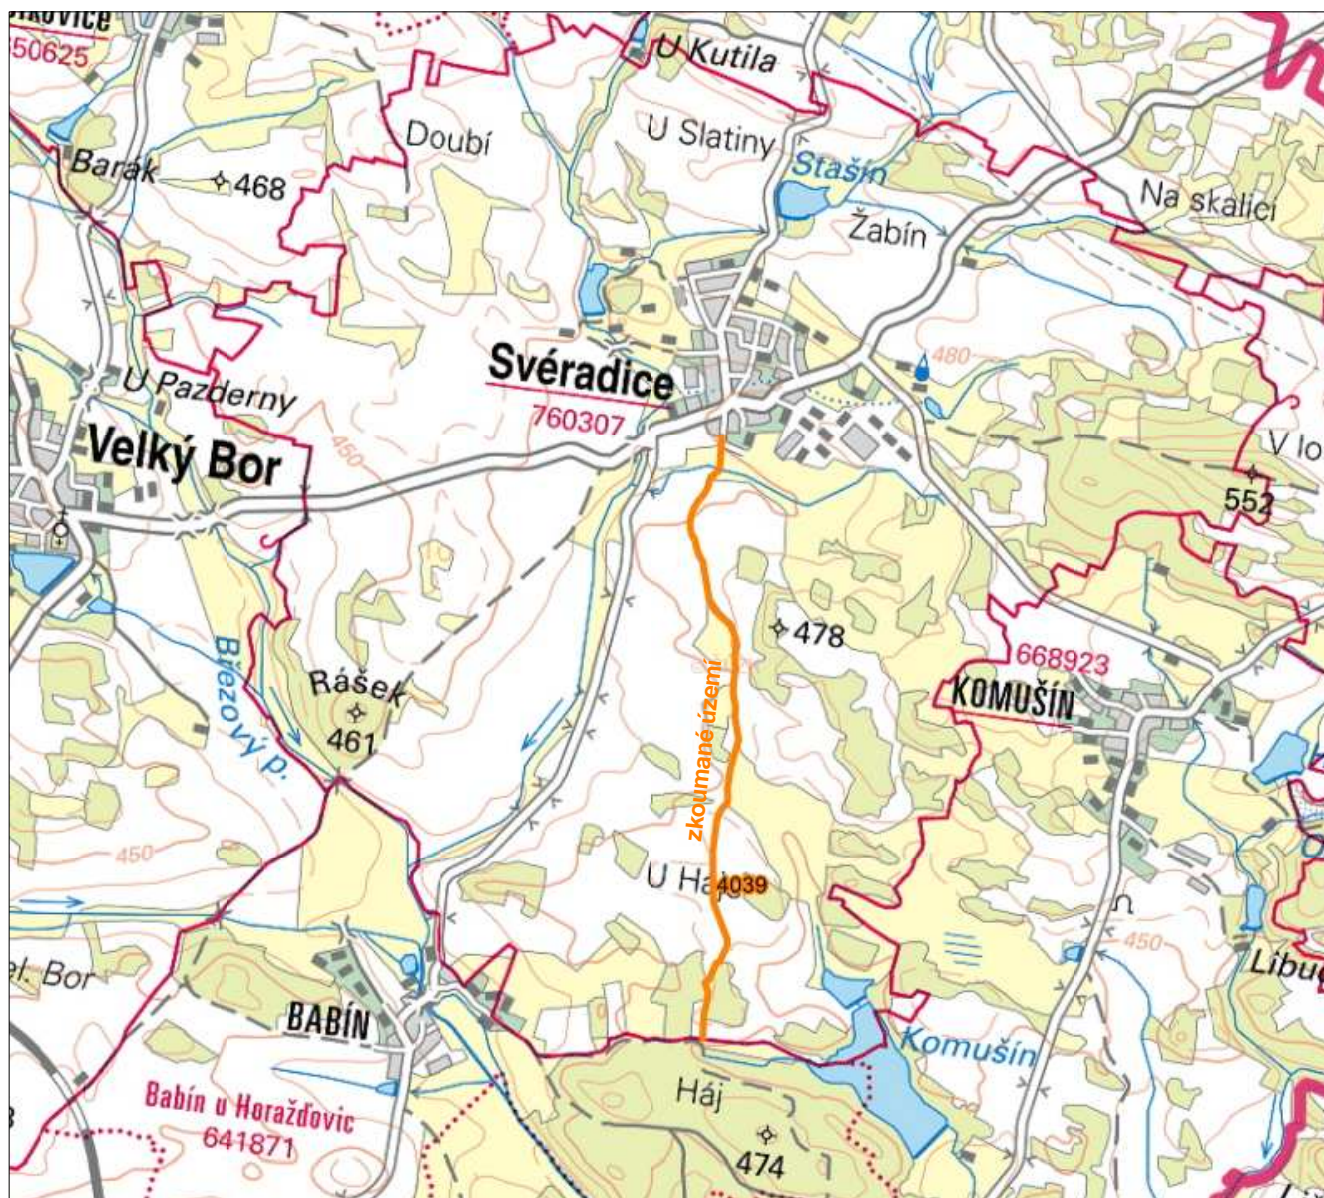 50625
U Kutila
Doubí
U Slatiny
Barák
468
Stašín
Na skalici
Žabín
480
Svéradice
760307
U Pazderny
Velký Bor
450
V lo
552
478
668923
KOMUŠÍN
Březový p.
Rášek
461
zkoumané území
450
U Háje
4039
450
el. Bor
BABÍN
Komušín
Babín u Horažďovic
641871
Háj
474